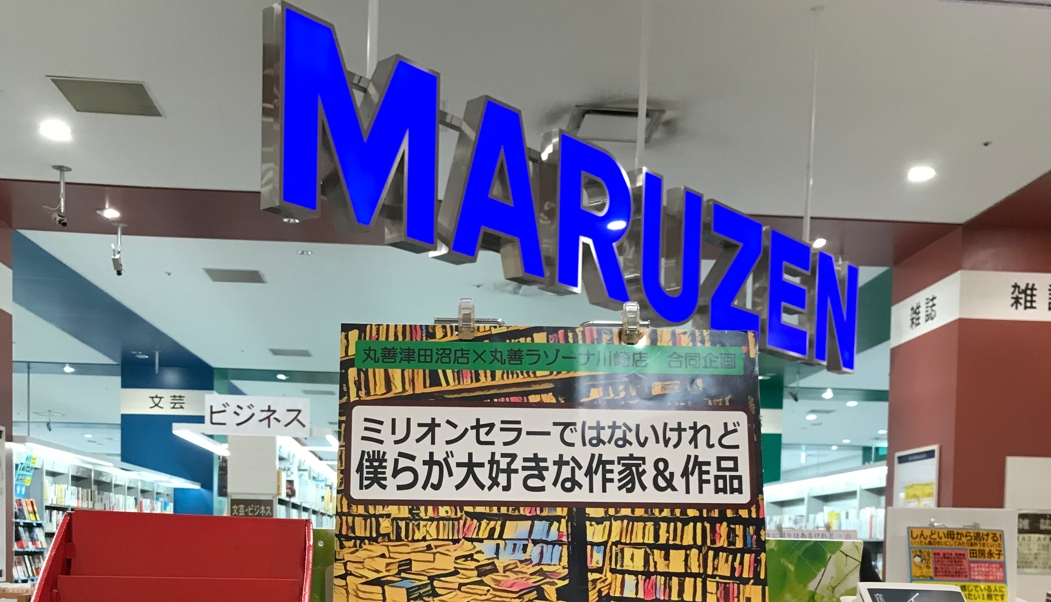 MARUZEN
雑誌
雑
文芸
ビジネス
文芸・ビジネス
丸善津田沼店×丸善ラゾーナ川崎店 合同企画
ミリオンセラーではないけれど
僕らが大好きな作家&作品
しんどい母から逃げる!
田房永子